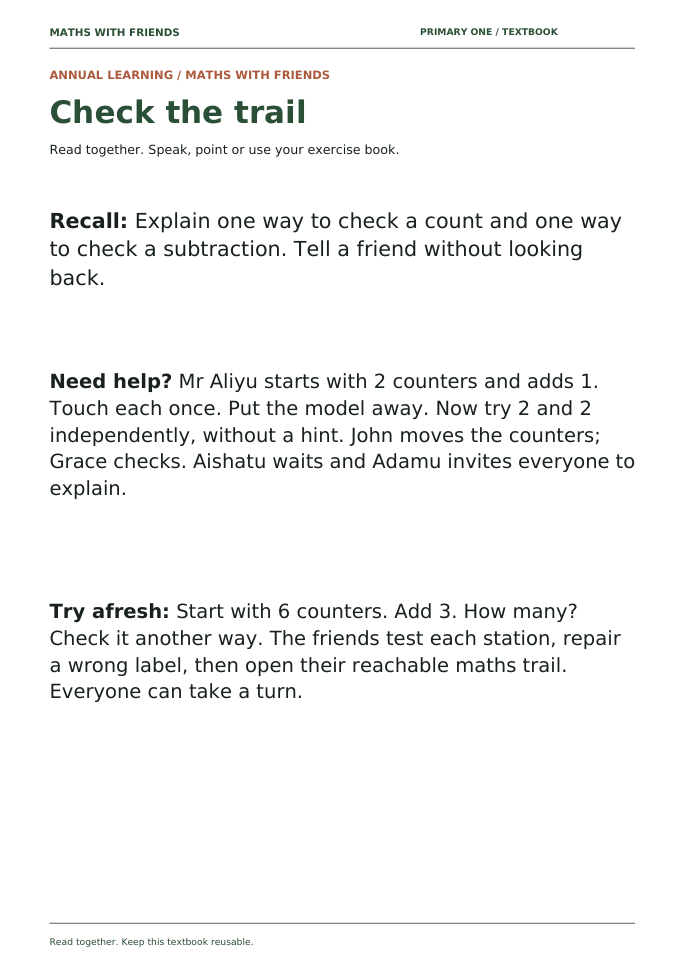 MATHS WITH FRIENDS
PRIMARY ONE / TEXTBOOK
ANNUAL LEARNING / MATHS WITH FRIENDS
Check the trail
Read together. Speak, point or use your exercise book.
Recall: Explain one way to check a count and one way
to check a subtraction. Tell a friend without looking
back.
Need help? Mr Aliyu starts with 2 counters and adds 1.
Touch each once. Put the model away. Now try 2 and 2
independently, without a hint. John moves the counters;
Grace checks. Aishatu waits and Adamu invites everyone to
explain.
Try afresh: Start with 6 counters. Add 3. How many?
Check it another way. The friends test each station, repair
a wrong label, then open their reachable maths trail.
Everyone can take a turn.
Read together. Keep this textbook reusable.